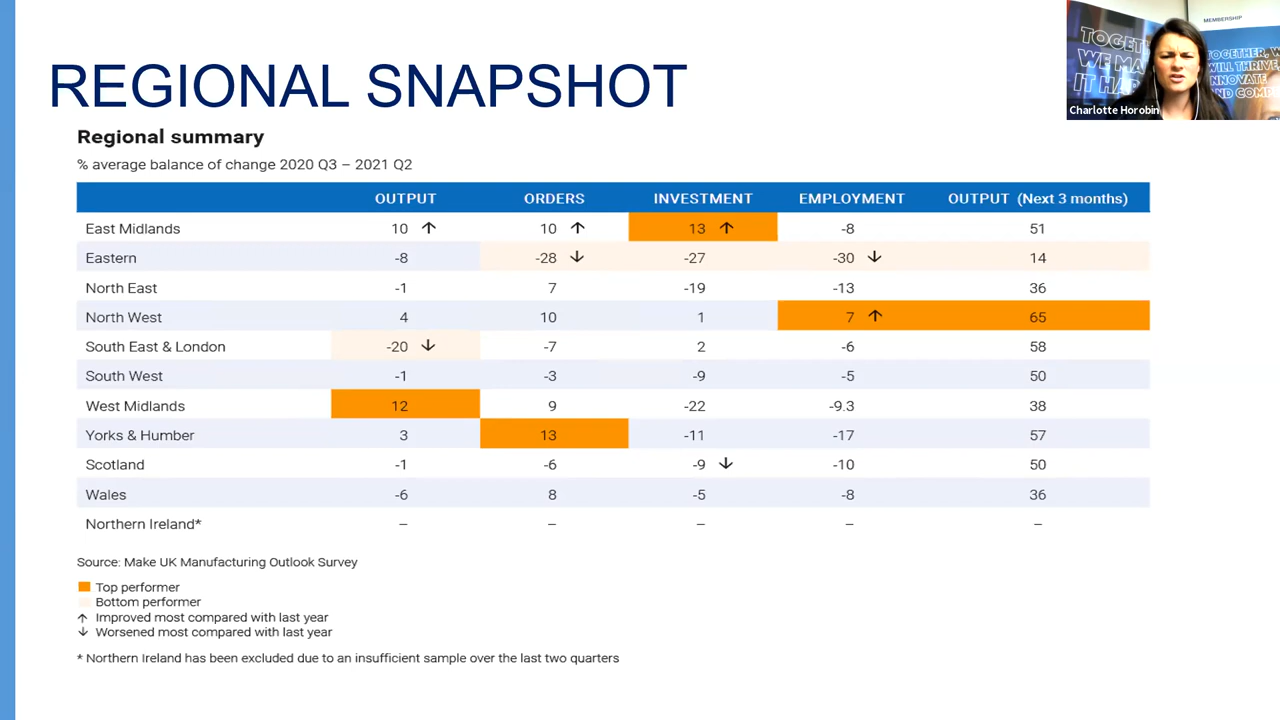 REGIONAL SNAPSHOT
Regional summary
% average balance of change 2020 Q3 – 2021 Q2
OUTPUT ORDERS INVESTMENT EMPLOYMENT OUTPUT (Next 3 months)
East Midlands 10 ↑ 10 ↑ 13 ↑ -8 51
Eastern -8 -28 ↓ -27 -30 ↓ 14
North East -1 7 -19 -13 36
North West 4 10 1 7 ↑ 65
South East & London -20 ↓ -7 2 -6 58
South West -1 -3 -9 -5 50
West Midlands 12 9 -22 -9.3 38
Yorks & Humber 3 13 -11 -17 57
Scotland -1 -6 -9 ↓ -10 50
Wales -6 8 -5 -8 36
Northern Ireland* – – – – –
Source: Make UK Manufacturing Outlook Survey
Top performer
Bottom performer
↑ Improved most compared with last year
↓ Worsened most compared with last year
* Northern Ireland has been excluded due to an insufficient sample over the last two quarters
MEMBERSHIP
WE
IT
TOGETHER,
WILL THRIVE,
Charlotte Horobin